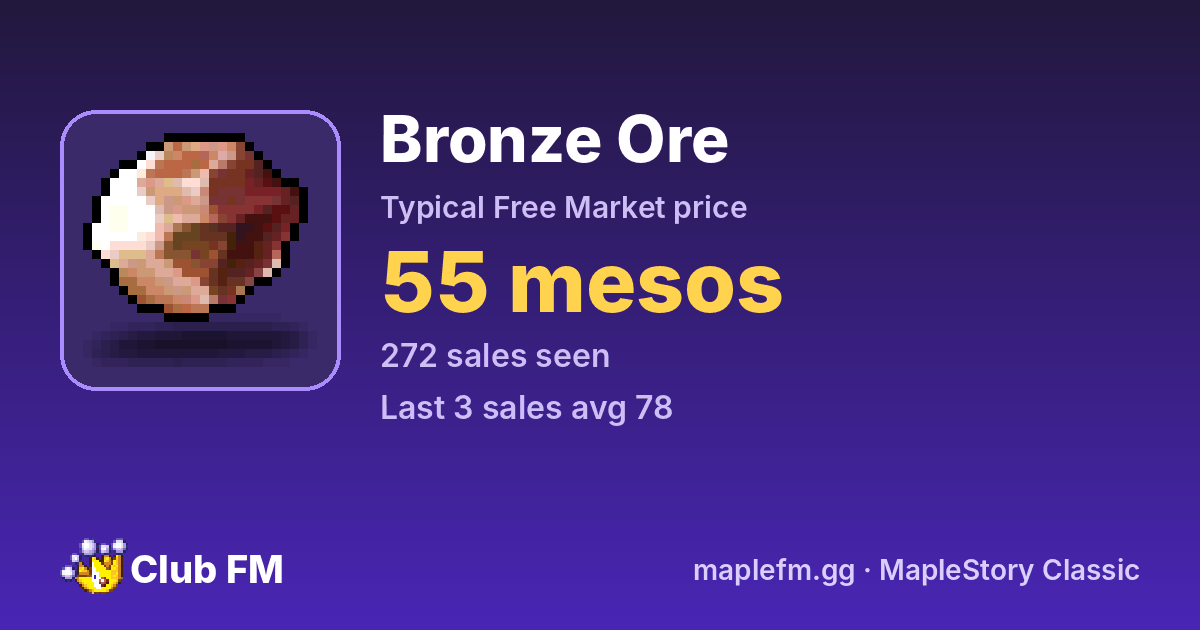 Bronze Ore
Typical Free Market price
55 mesos
272 sales seen
Last 3 sales avg 78
Club FM
maplefm.gg · MapleStory Classic